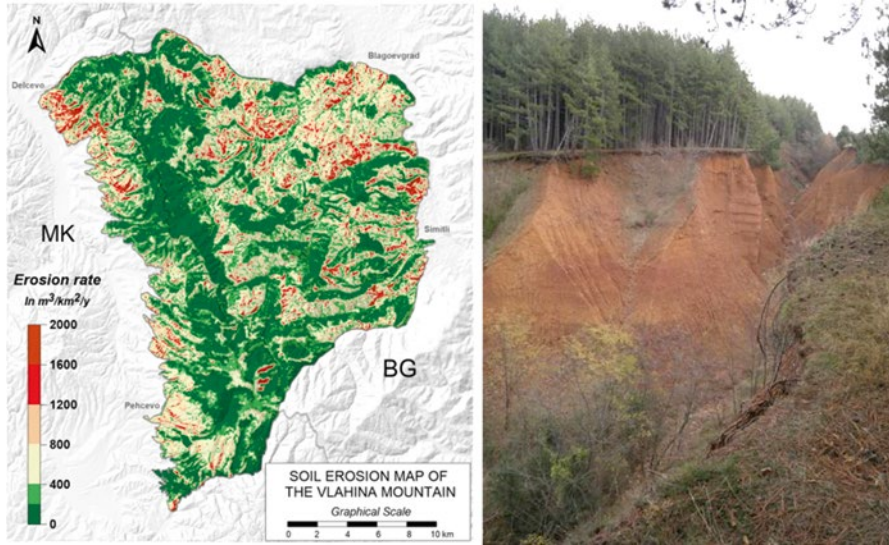 N
Blagoevgrad
Delcevo
MK
Simitli
Erosion rate
In m³/km²/y
2000
1600
1200
800
400
0
BG
Pehcevo
SOIL EROSION MAP OF
THE VLAHINA MOUNTAIN
Graphical Scale
0 2 4 6 8 10 km